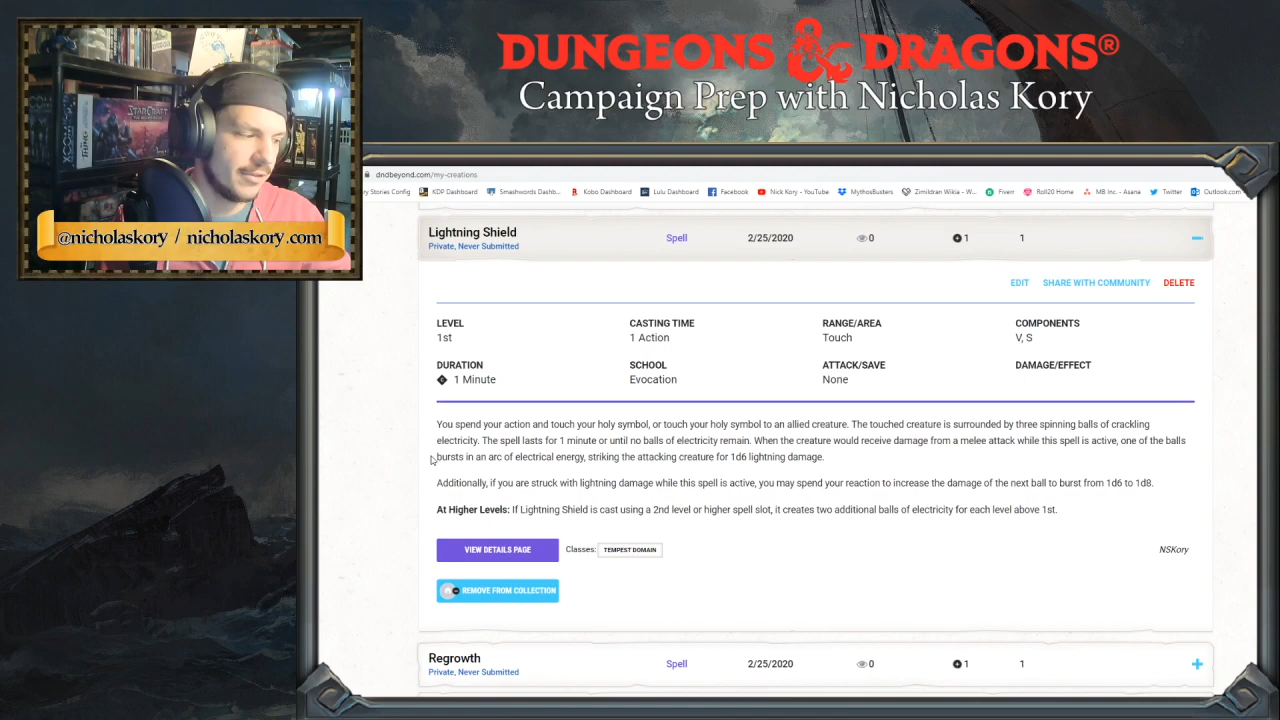 DUNGEONS & DRAGONS®
Campaign Prep with Nicholas Kory
STARCRAFT
XCOM
@nicholaskory / nicholaskory.com
dndbeyond.com/my-creations
ry Stories Config KDP Dashboard Smashwords Dashb... Kobo Dashboard Lulu Dashboard Facebook Nick Kory - YouTube MythosBusters Zimildran Wikia - W... Fiverr Roll20 Home MB Inc. - Asana Twitter Outlook.com
Lightning Shield Spell 2/25/2020 0 1 1
Private, Never Submitted
EDIT SHARE WITH COMMUNITY DELETE
LEVEL CASTING TIME RANGE/AREA COMPONENTS
1st 1 Action Touch V, S
DURATION SCHOOL ATTACK/SAVE DAMAGE/EFFECT
C 1 Minute Evocation None
You spend your action and touch your holy symbol, or touch your holy symbol to an allied creature. The touched creature is surrounded by three spinning balls of crackling
electricity. The spell lasts for 1 minute or until no balls of electricity remain. When the creature would receive damage from a melee attack while this spell is active, one of the balls
bursts in an arc of electrical energy, striking the attacking creature for 1d6 lightning damage.
Additionally, if you are struck with lightning damage while this spell is active, you may spend your reaction to increase the damage of the next ball to burst from 1d6 to 1d8.
At Higher Levels: If Lightning Shield is cast using a 2nd level or higher spell slot, it creates two additional balls of electricity for each level above 1st.
VIEW DETAILS PAGE Classes: TEMPEST DOMAIN NSKory
REMOVE FROM COLLECTION
Regrowth Spell 2/25/2020 0 1 1
Private, Never Submitted